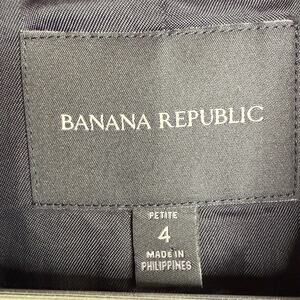 BANANA REPUBLIC
PETITE
4
MADE IN
PHILIPPINES